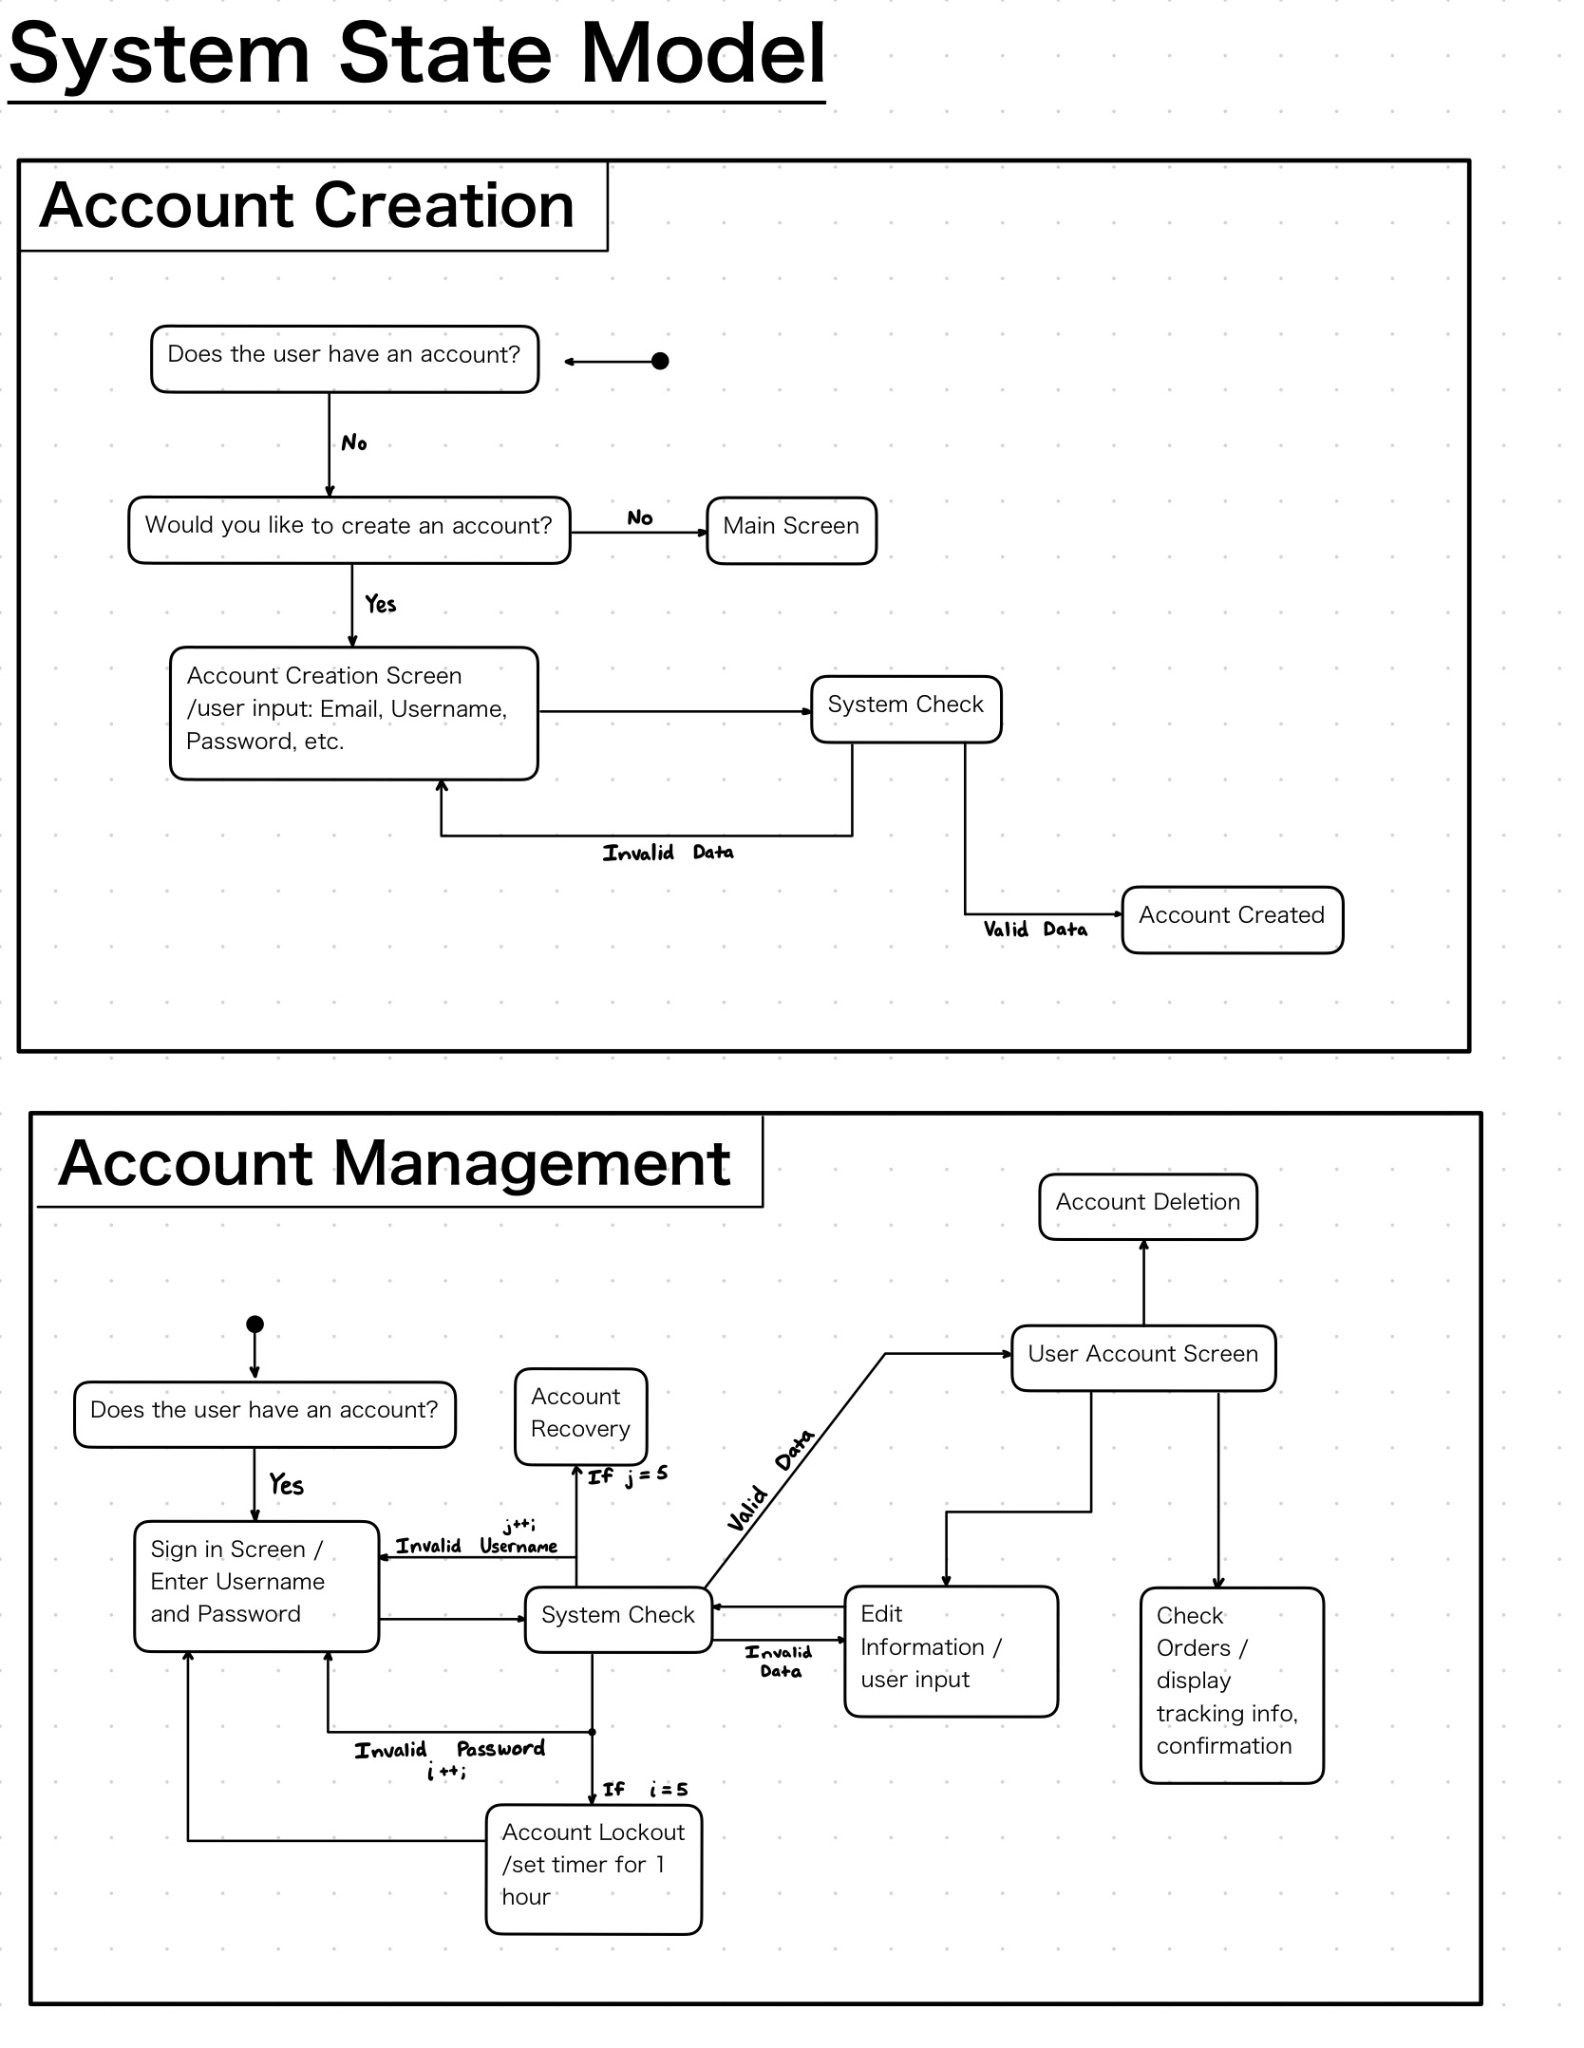 System State Model
Account Creation
Does the user have an account?
No
Would you like to create an account?
No
Main Screen
Yes
Account Creation Screen
/user input: Email, Username,
Password, etc.
System Check
Invalid Data
Valid Data
Account Created
Account Management
Account Deletion
User Account Screen
Does the user have an account?
Yes
Account
Recovery
If j=5
Valid Data
j++;
Invalid Username
Sign in Screen /
Enter Username
and Password
System Check
Invalid
Data
Edit
Information /
user input
Check
Orders /
display
tracking info,
confirmation
Invalid Password
i++;
If i=5
Account Lockout
/set timer for 1
hour